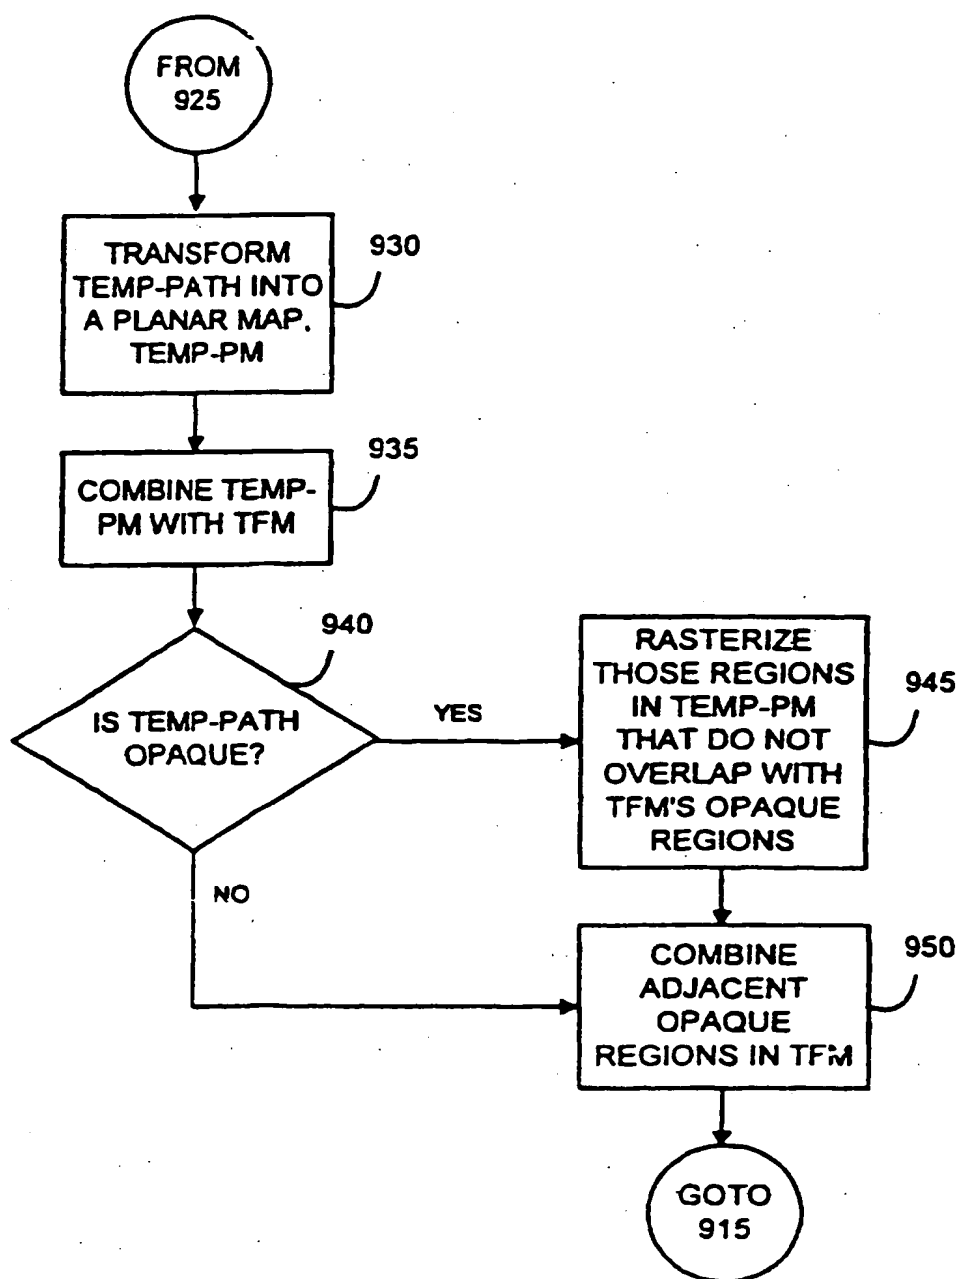 FROM
925
TRANSFORM
TEMP-PATH INTO
A PLANAR MAP,
TEMP-PM
930
COMBINE TEMP-
PM WITH TFM
935
IS TEMP-PATH
OPAQUE?
940
YES
NO
RASTERIZE
THOSE REGIONS
IN TEMP-PM
THAT DO NOT
OVERLAP WITH
TFM'S OPAQUE
REGIONS
945
COMBINE
ADJACENT
OPAQUE
REGIONS IN TFM
950
GOTO
915